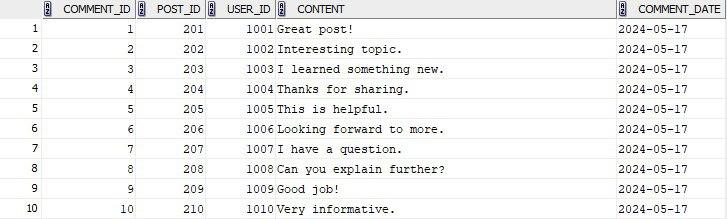 COMMENT_ID POST_ID USER_ID CONTENT COMMENT_DATE
1 1 201 1001 Great post! 2024-05-17
2 2 202 1002 Interesting topic. 2024-05-17
3 3 203 1003 I learned something new. 2024-05-17
4 4 204 1004 Thanks for sharing. 2024-05-17
5 5 205 1005 This is helpful. 2024-05-17
6 6 206 1006 Looking forward to more. 2024-05-17
7 7 207 1007 I have a question. 2024-05-17
8 8 208 1008 Can you explain further? 2024-05-17
9 9 209 1009 Good job! 2024-05-17
10 10 210 1010 Very informative. 2024-05-17